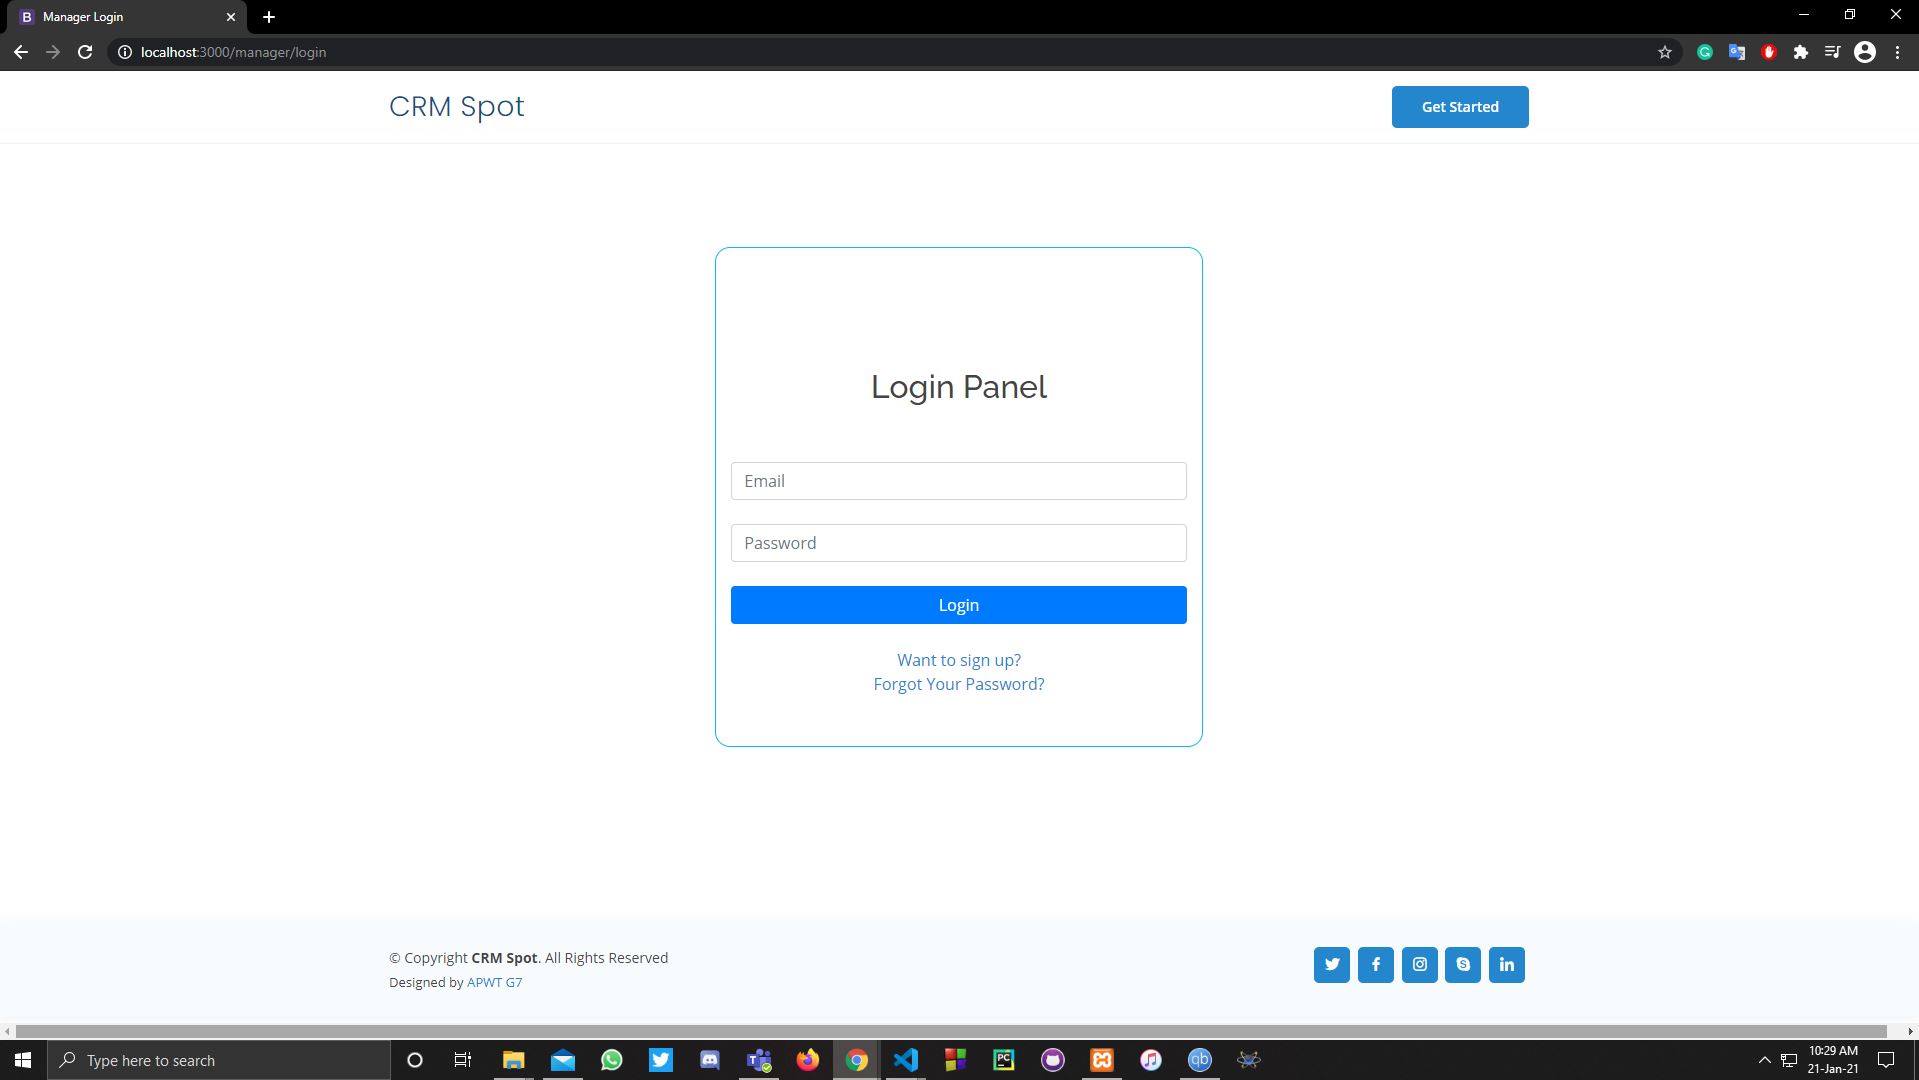 Manager Login
localhost:3000/manager/login
CRM Spot
Get Started
Login Panel
Email
Password
Login
Want to sign up?
Forgot Your Password?
© Copyright CRM Spot. All Rights Reserved
Designed by APWT G7
Type here to search
10:29 AM
21-Jan-21